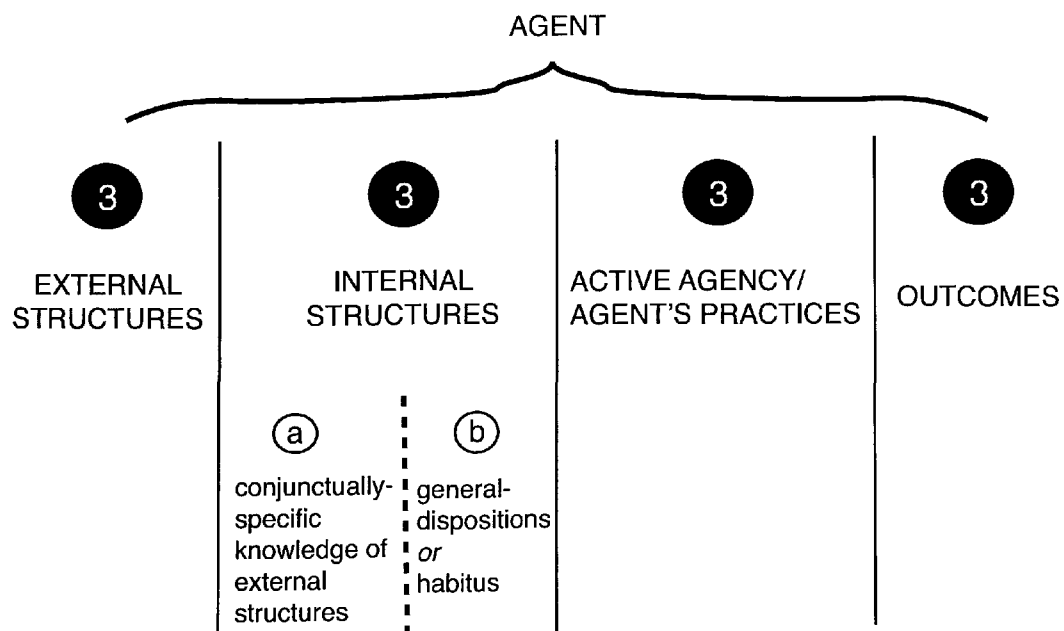 AGENT
3
3
3
3
EXTERNAL
STRUCTURES
INTERNAL
STRUCTURES
ACTIVE AGENCY/
AGENT'S PRACTICES
OUTCOMES
a
conjunctually-
specific
knowledge of
external
structures
b
general-
dispositions
or
habitus